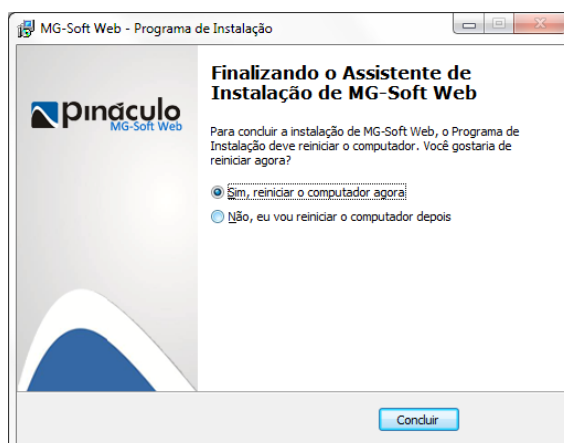 MG-Soft Web - Programa de Instalação
Finalizando o Assistente de
Instalação de MG-Soft Web
pináculo
MG-Soft Web
Para concluir a instalação de MG-Soft Web, o Programa de
Instalação deve reiniciar o computador. Você gostaria de
reiniciar agora?
Sim, reiniciar o computador agora
Não, eu vou reiniciar o computador depois
Concluir